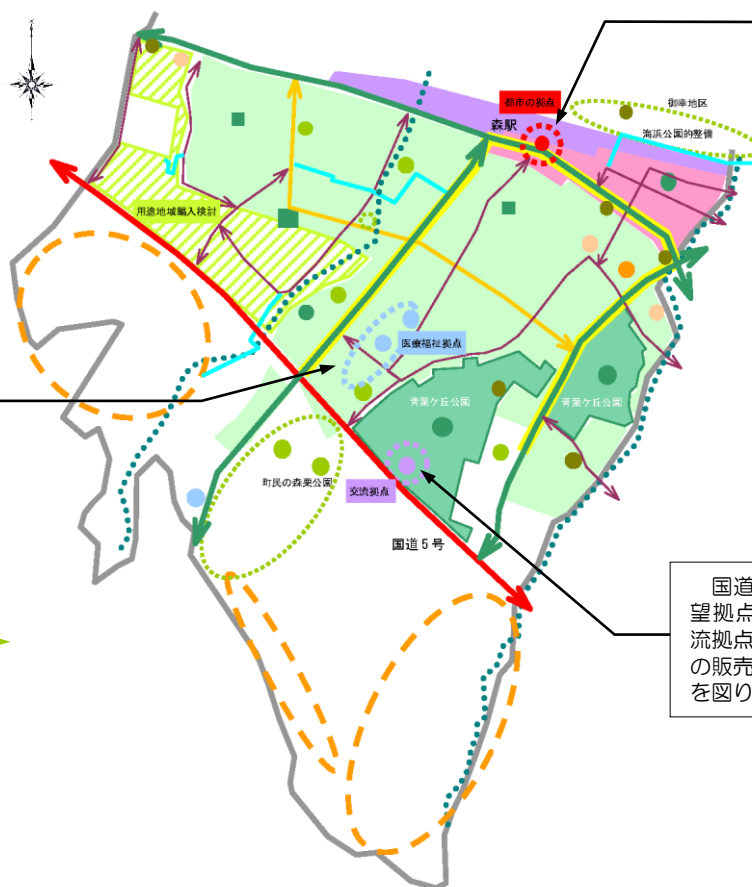 都市の拠点
森駅
御幸地区
海浜公園的整備
用途地域編入検討
医療福祉拠点
青葉ケ丘公園
青葉ケ丘公園
町民の森栗公園
交流拠点
国道5号
国道
望拠点
流拠点
の販売
を図り